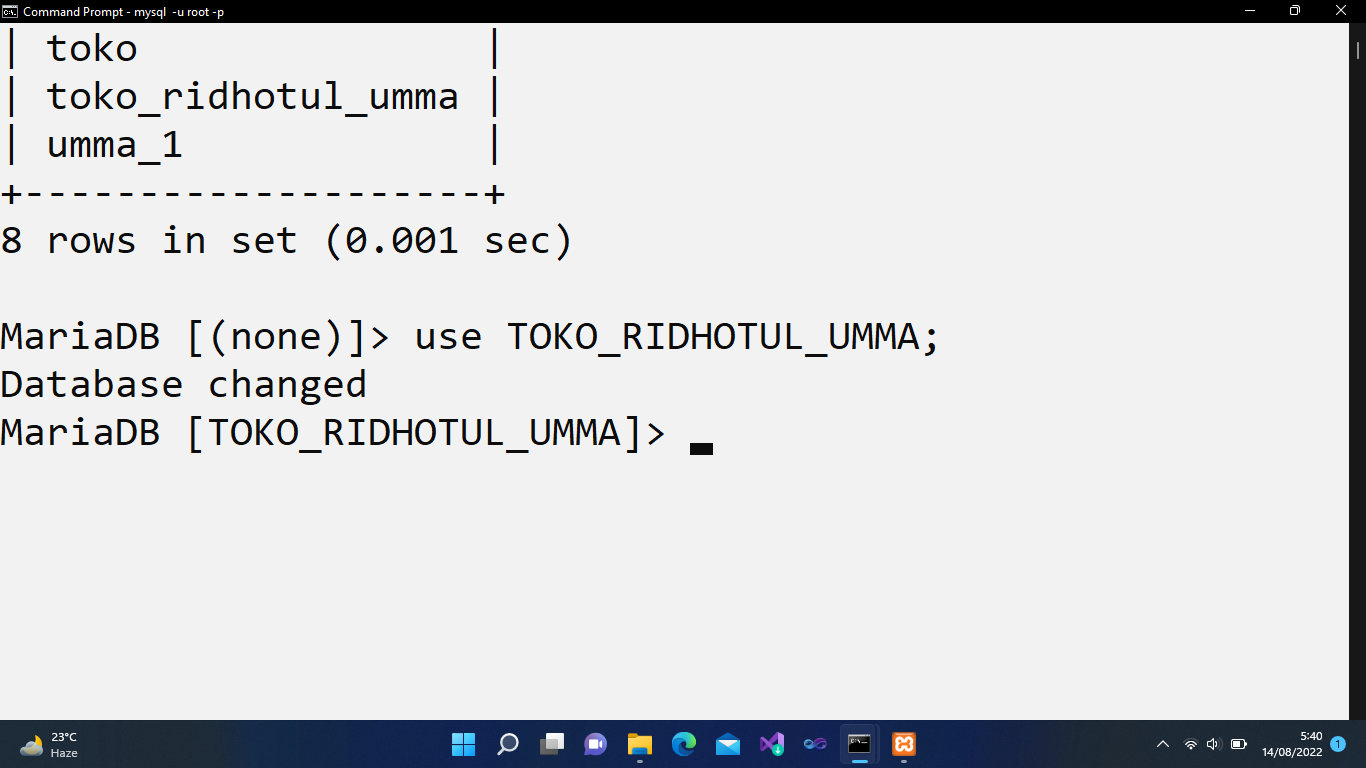 Command Prompt - mysql -u root -p
| toko |
| toko_ridhotul_umma |
| umma_1 |
+--------------------+
8 rows in set (0.001 sec)
MariaDB [(none)]> use TOKO_RIDHOTUL_UMMA;
Database changed
MariaDB [TOKO_RIDHOTUL_UMMA]>
23°C
Haze
5:40
14/08/2022
1